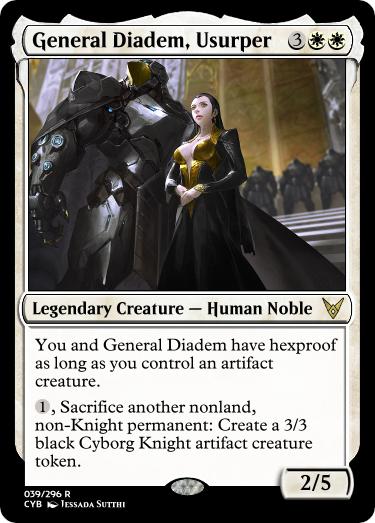 General Diadem, Usurper 3
Legendary Creature — Human Noble
You and General Diadem have hexproof
as long as you control an artifact
creature.
1, Sacrifice another nonland,
non-Knight permanent: Create a 3/3
black Cyborg Knight artifact creature
token.
2/5
039/296 R
CYB Jessada Sutthi